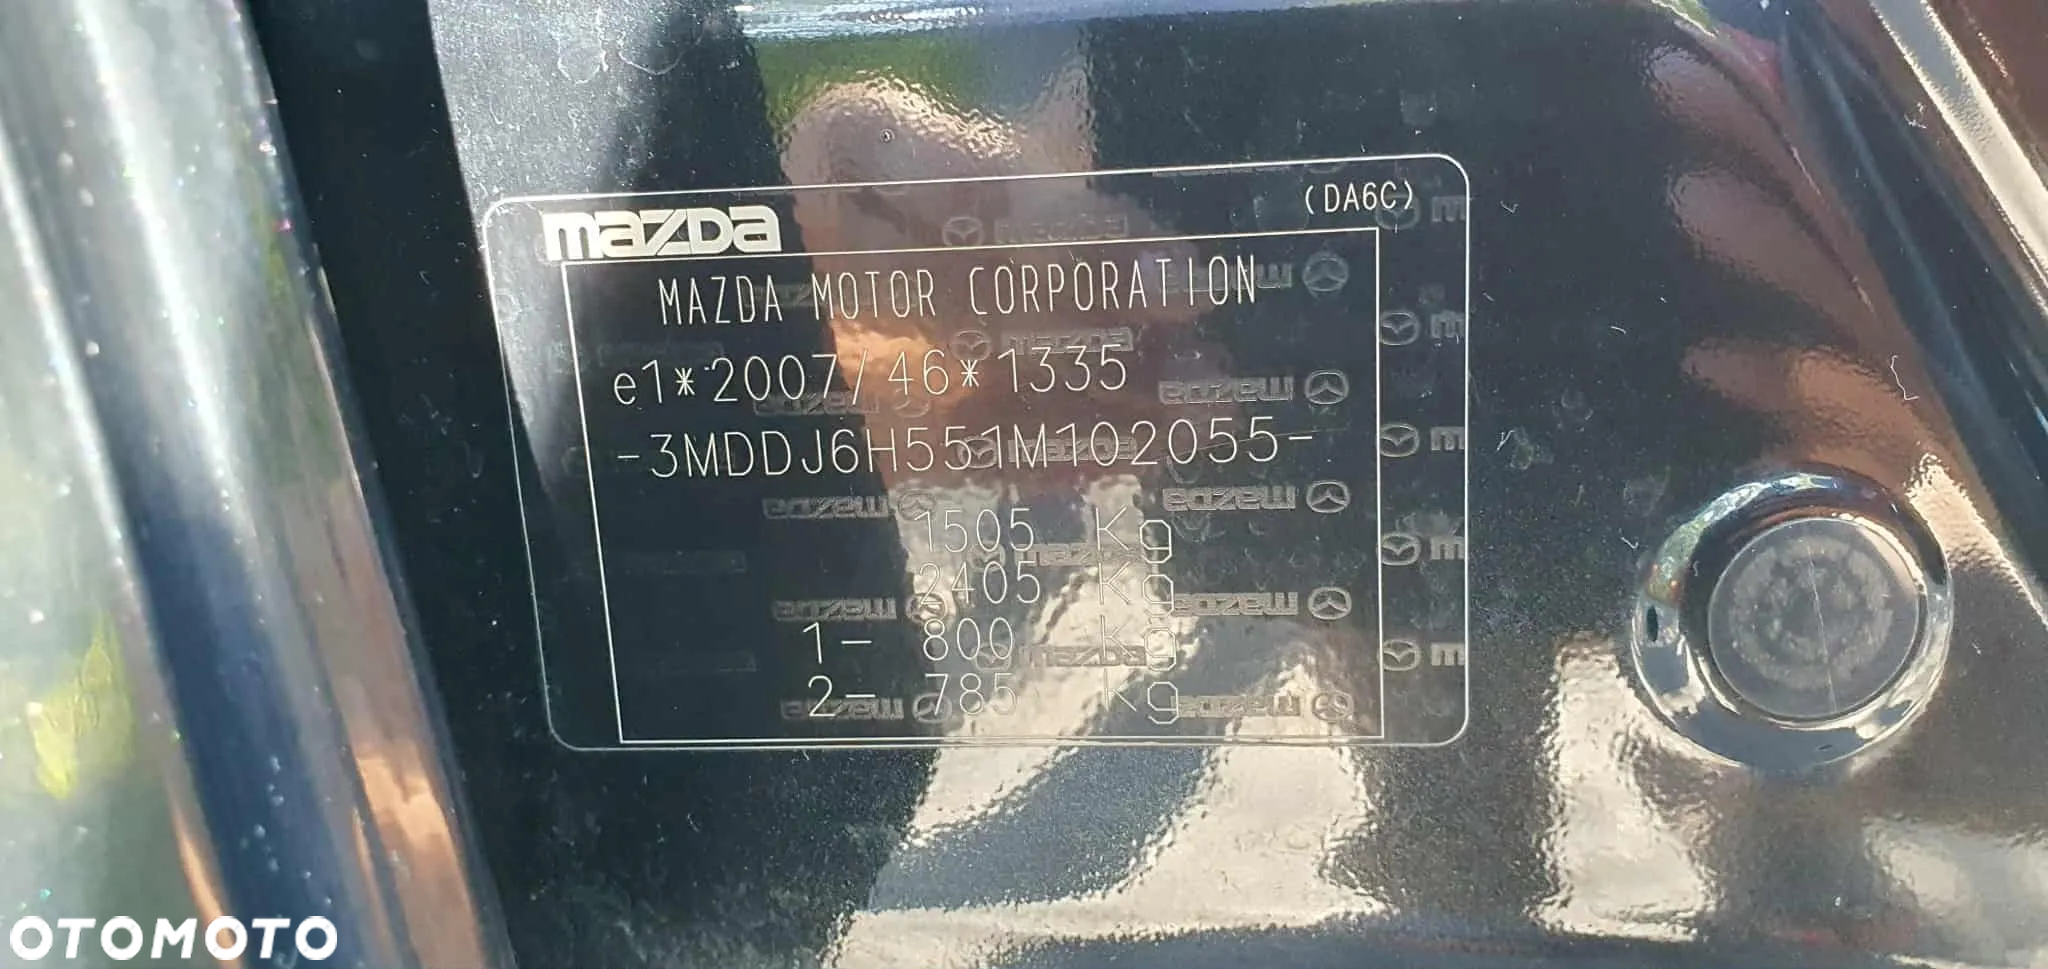 mazda
(DA6C)
MAZDA MOTOR CORPORATION
e1*2007/46*1335
-3MDDJ6H551M102055-
1505 Kg
2405 Kg
1- 800 Kg
2- 785 Kg
OTOMOTO